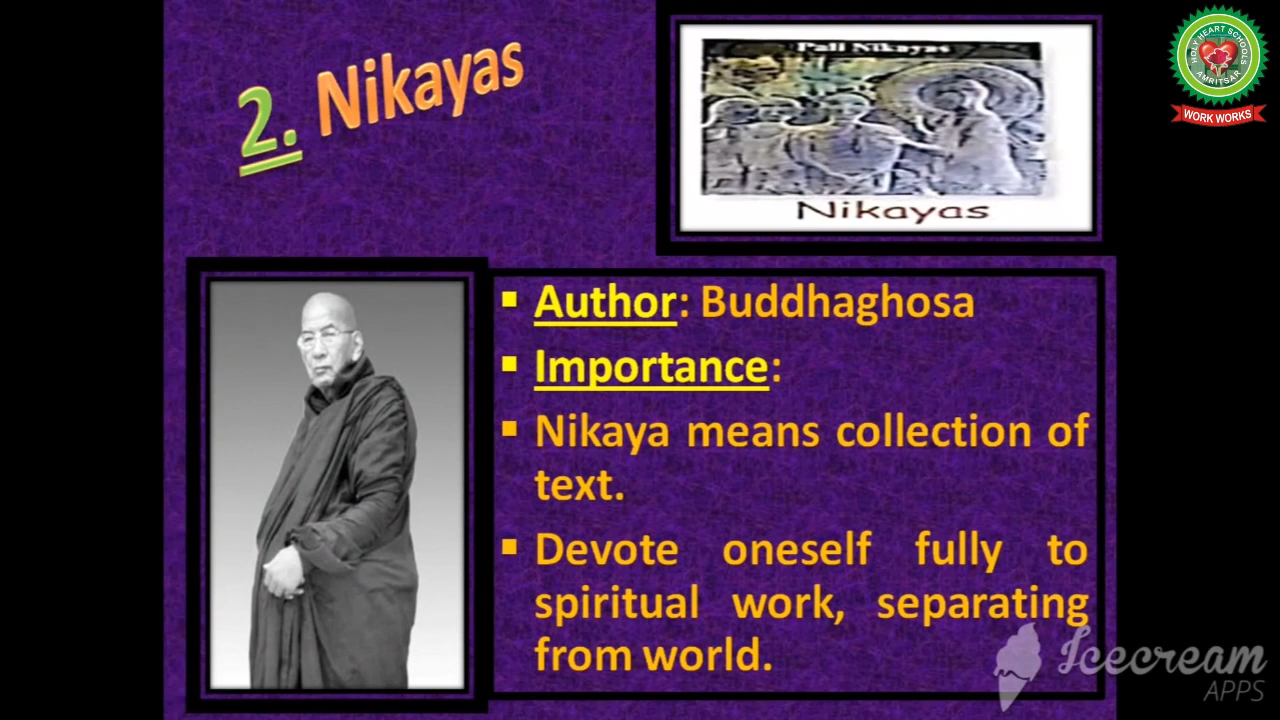 2. Nikayas
Pali Nikayas
Nikayas
HOLY HEART SCHOOLS
AMRITSAR
WORK WORKS
▪ Author: Buddhaghosa
▪ Importance:
▪ Nikaya means collection of
text.
▪ Devote oneself fully to
spiritual work, separating
from world.
Icecream
APPS